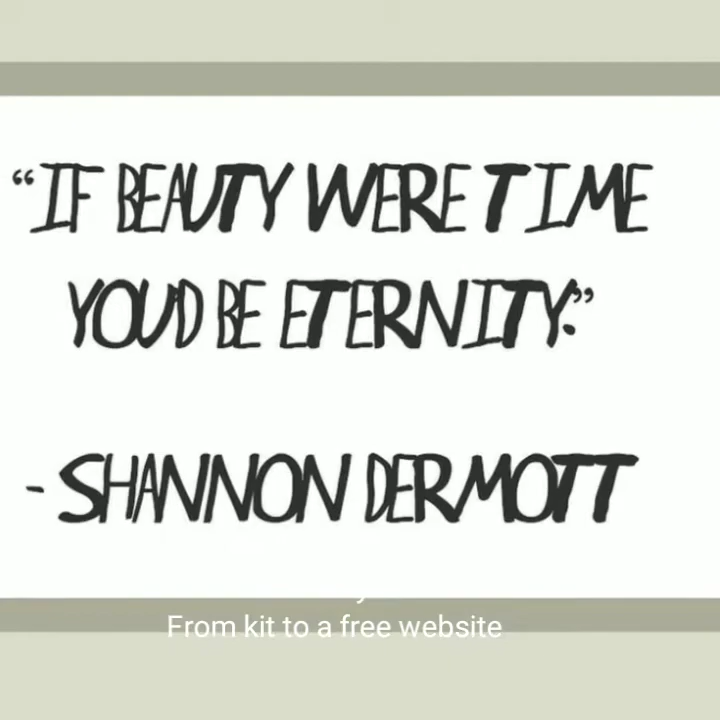 “IF BEAUTY WERE TIME
YOU'D BE ETERNITY.”
- SHANNON DERMOTT
From kit to a free website